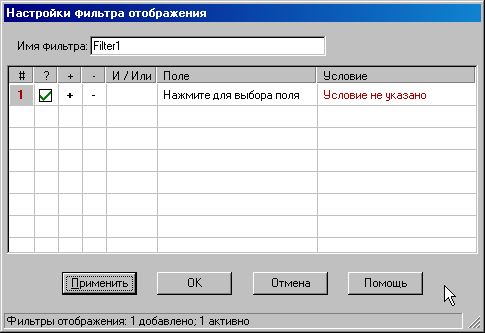 Настройки фильтра отображения
Имя фильтра: Filter1
# ? + - И / Или Поле Условие
1 + - Нажмите для выбора поля Условие не указано
Применить OK Отмена Помощь
Фильтры отображения: 1 добавлено; 1 активно